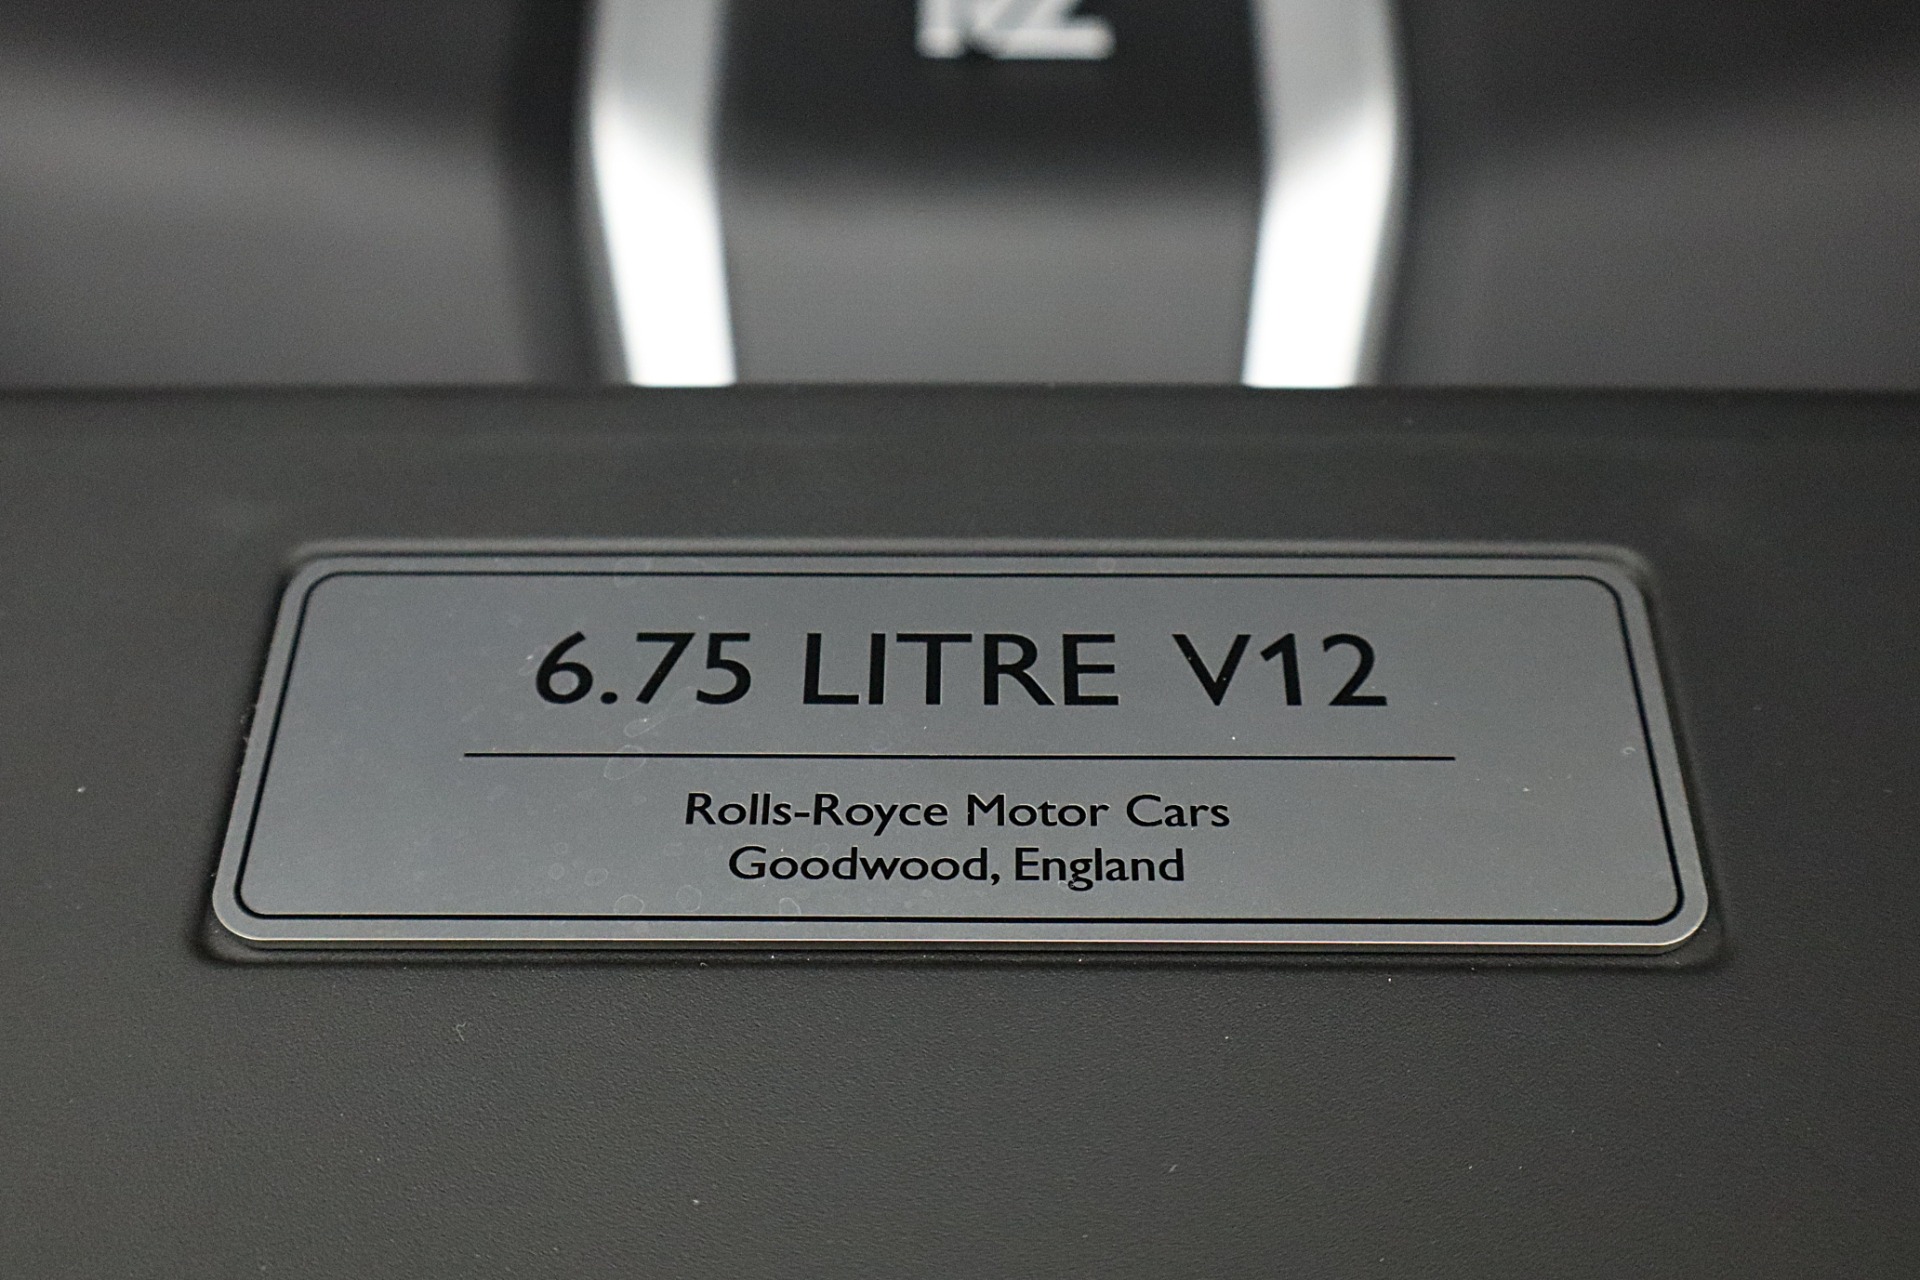 6.75 LITRE V12
Rolls-Royce Motor Cars
Goodwood, England